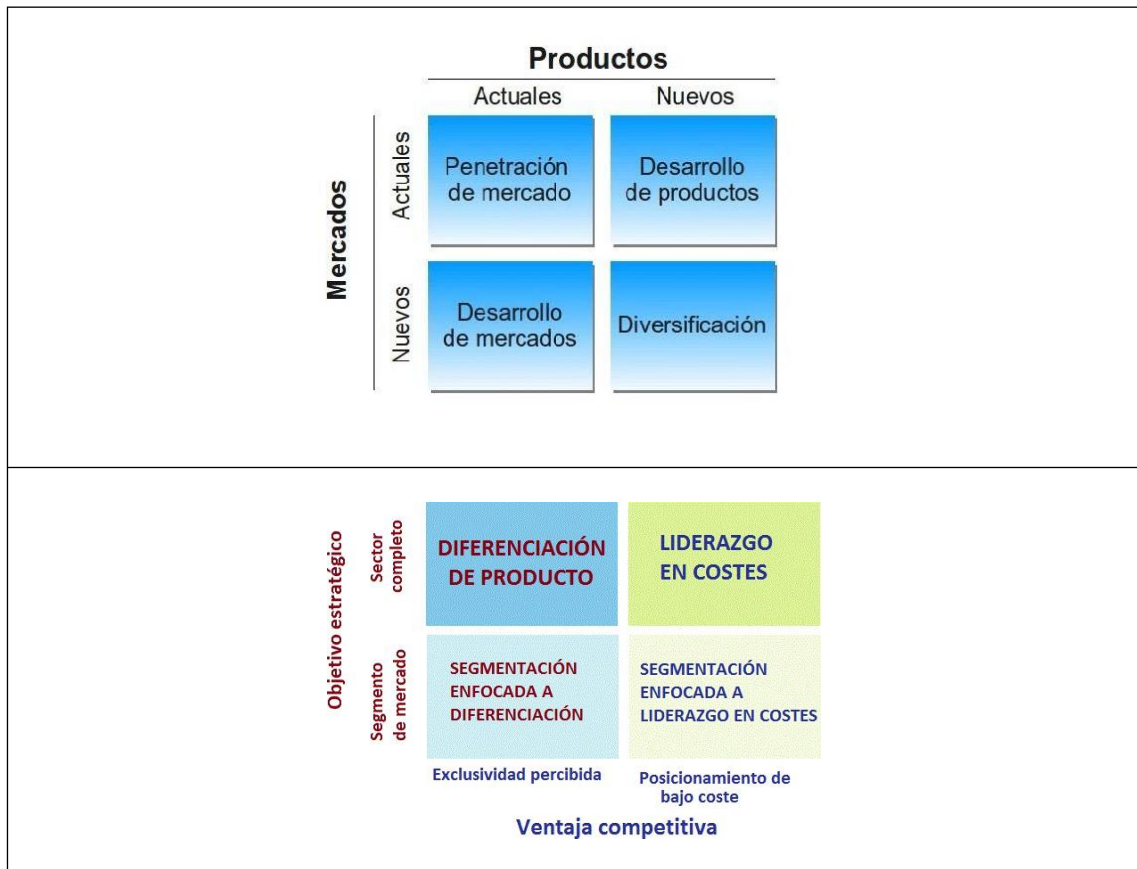 Productos
Actuales
Nuevos
Mercados
Actuales
Penetración
de mercado
Desarrollo
de productos
Nuevos
Desarrollo
de mercados
Diversificación
Objetivo estratégico
Sector
completo
DIFERENCIACIÓN
DE PRODUCTO
LIDERAZGO
EN COSTES
Segmento
de mercado
SEGMENTACIÓN
ENFOCADA A
DIFERENCIACIÓN
SEGMENTACIÓN
ENFOCADA A
LIDERAZGO EN COSTES
Exclusividad percibida
Posicionamiento de
bajo coste
Ventaja competitiva